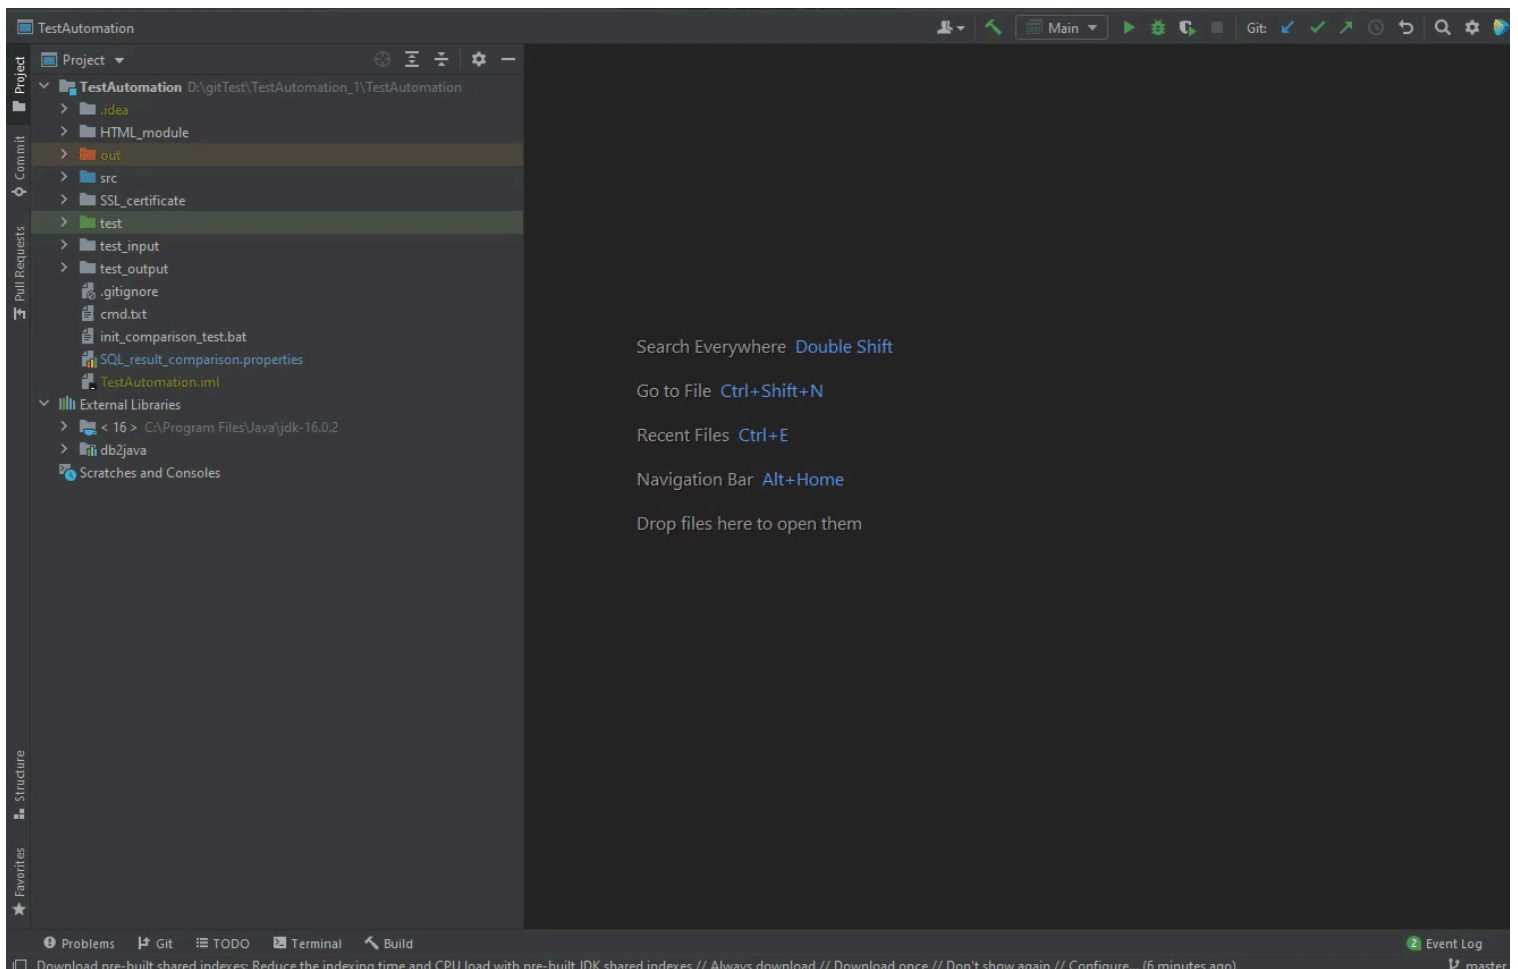 TestAutomation
Main
Git:
Project
Project
TestAutomation D:\gitTest\TestAutomation_1\TestAutomation
.idea
HTML_module
out
src
SSL_certificate
test
test_input
test_output
.gitignore
cmd.txt
init_comparison_test.bat
SQL_result_comparison.properties
TestAutomation.iml
External Libraries
< 16 > C:\Program Files\Java\jdk-16.0.2
db2java
Scratches and Consoles
Commit
Pull Requests
Structure
Favorites
Search Everywhere Double Shift
Go to File Ctrl+Shift+N
Recent Files Ctrl+E
Navigation Bar Alt+Home
Drop files here to open them
Problems Git TODO Terminal Build
2 Event Log
Download pre-built shared indexes: Reduce the indexing time and CPU load with pre-built JDK shared indexes // Always download // Download once // Don't show again // Configure... (6 minutes ago)
master